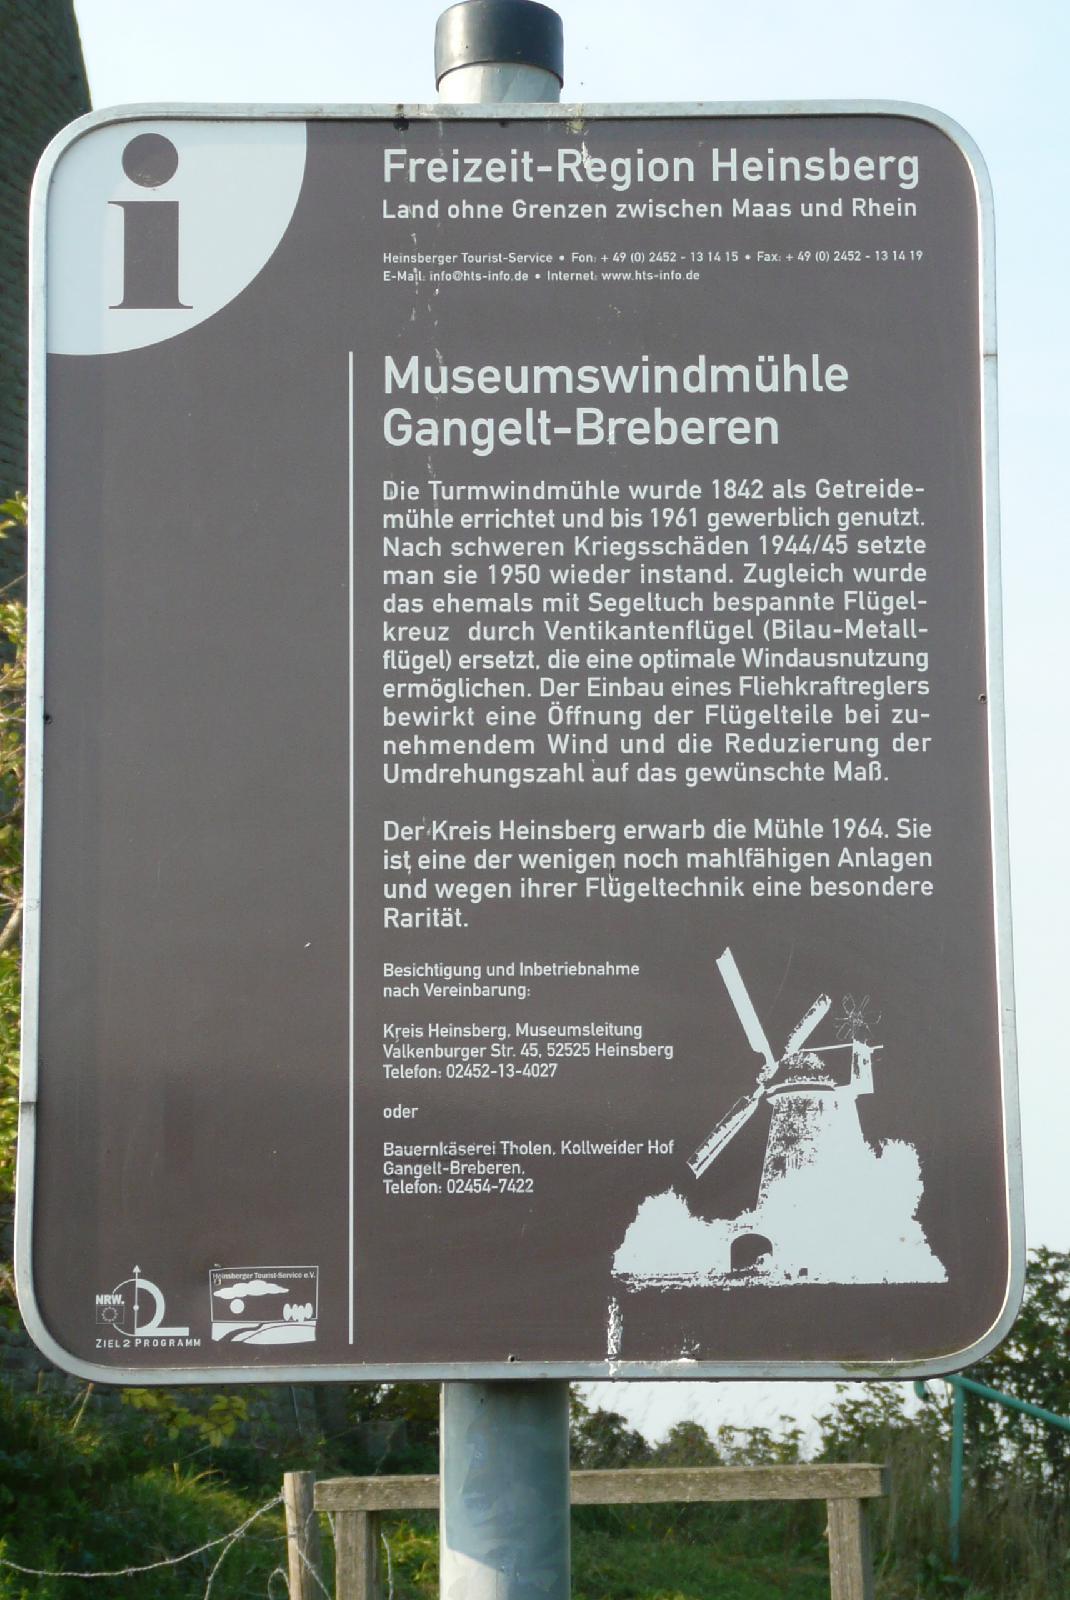 i
Freizeit-Region Heinsberg
Land ohne Grenzen zwischen Maas und Rhein
Heinsberger Tourist-Service • Fon: + 49 (0) 2452 - 13 14 15 • Fax: + 49 (0) 2452 - 13 14 19
E-Mail: info@hts-info.de • Internet: www.hts-info.de
Museumswindmühle
Gangelt-Breberen
Die Turmwindmühle wurde 1842 als Getreide-
mühle errichtet und bis 1961 gewerblich genutzt.
Nach schweren Kriegsschäden 1944/45 setzte
man sie 1950 wieder instand. Zugleich wurde
das ehemals mit Segeltuch bespannte Flügel-
kreuz durch Ventikantenflügel (Bilau-Metall-
flügel) ersetzt, die eine optimale Windausnutzung
ermöglichen. Der Einbau eines Fliehkraftreglers
bewirkt eine Öffnung der Flügelteile bei zu-
nehmendem Wind und die Reduzierung der
Umdrehungszahl auf das gewünschte Maß.
Der Kreis Heinsberg erwarb die Mühle 1964. Sie
ist eine der wenigen noch mahlfähigen Anlagen
und wegen ihrer Flügeltechnik eine besondere
Rarität.
Besichtigung und Inbetriebnahme
nach Vereinbarung:
Kreis Heinsberg, Museumsleitung
Valkenburger Str. 45, 52525 Heinsberg
Telefon: 02452-13-4027
oder
Bauernkäserei Tholen, Kollweider Hof
Gangelt-Breberen,
Telefon: 02454-7422
NRW.
ZIEL 2 PROGRAMM
Heinsberger Tourist-Service e.V.